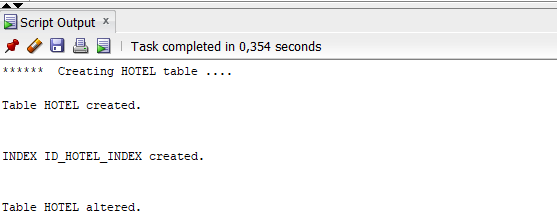 Script Output x
Task completed in 0,354 seconds
****** Creating HOTEL table ....
Table HOTEL created.
INDEX ID_HOTEL_INDEX created.
Table HOTEL altered.